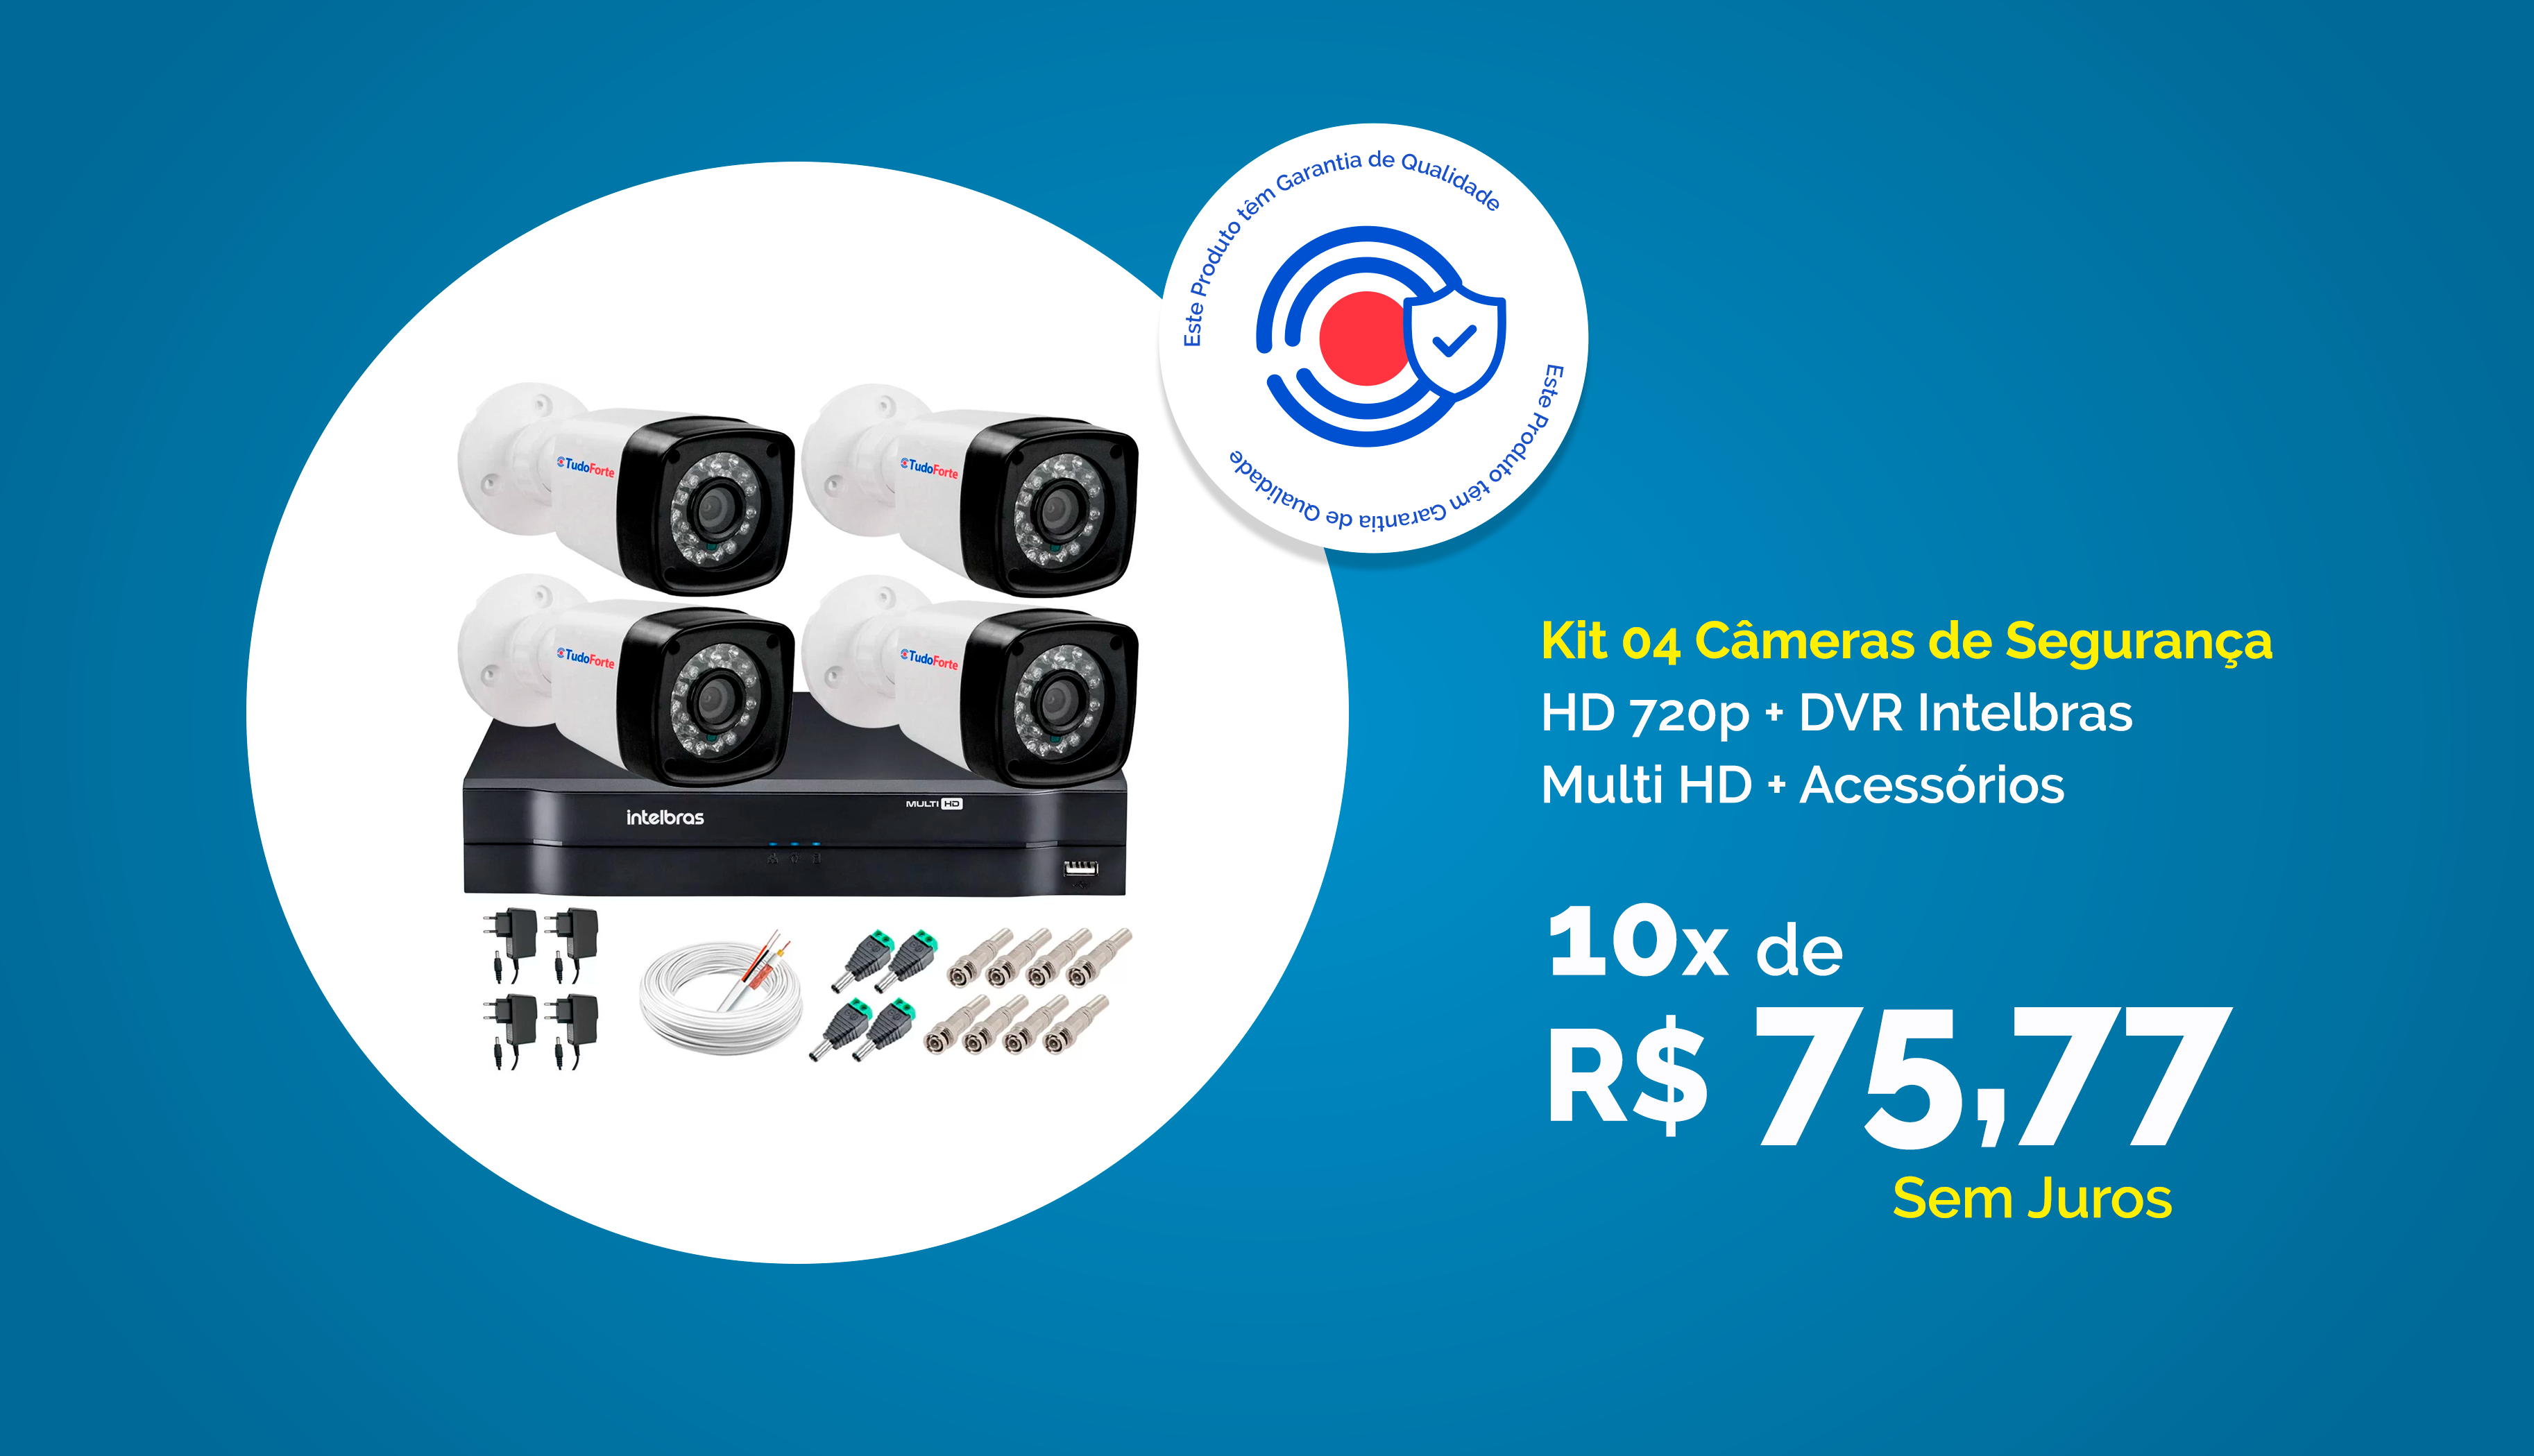 Este Produto têm Garantia de Qualidade
Este Produto têm Garantia de Qualidade
TudoForte
TudoForte
TudoForte
TudoForte
intelbras
MULTI HD
Kit 04 Câmeras de Segurança
HD 720p + DVR Intelbras
Multi HD + Acessórios
10x de
R$ 75,77
Sem Juros